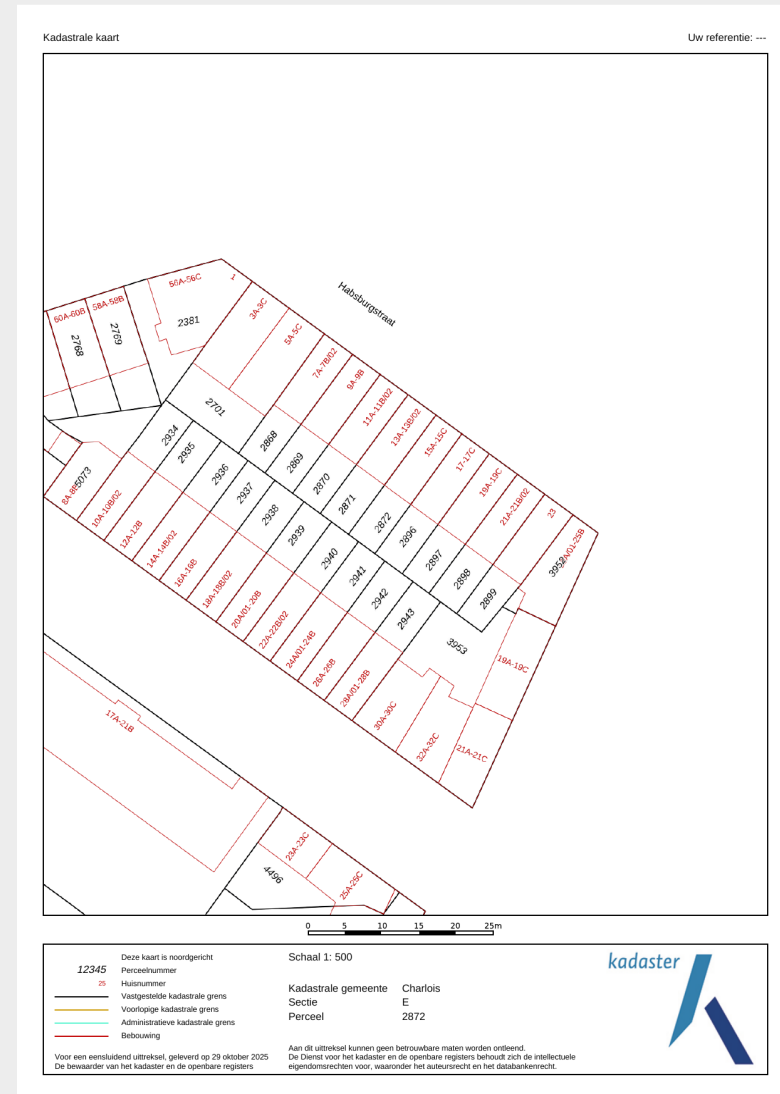 Kadastrale kaart
Uw referentie: ---
Habsburgstraat
56A-56C
1
60A-60B
58A-58B
2768
2769
2381
3A-3C
5A-5C
7A-7B/02
9A-9B
11A-11B/02
13A-13B/02
15A-15C
17-17C
19A-19C
21A-21B/02
23
3952
2701
2868
2869
2870
2871
2872
2896
2897
2898
2899
2934
2935
2936
2937
2938
2939
2940
2941
2942
2943
3953
5073
10A-10B/02
12A-12B
14A-14B/02
16A-16B
18A-18B/02
20A/01-20B
22A-22B/02
24A/01-24B
26A-26B
28A/01-28B
30A-30C
32A-32C
19A-19C
21A-21C
17A-21B
23A-23C
25A-25C
4496
0 5 10 15 20 25m
Deze kaart is noordgericht
12345 Perceelnummer
25 Huisnummer
Vastgestelde kadastrale grens
Voorlopige kadastrale grens
Administratieve kadastrale grens
Bebouwing
Voor een eensluidend uittreksel, geleverd op 29 oktober 2025
De bewaarder van het kadaster en de openbare registers
Schaal 1: 500
Kadastrale gemeente Charlois
Sectie E
Perceel 2872
Aan dit uittreksel kunnen geen betrouwbare maten worden ontleend.
De Dienst voor het kadaster en de openbare registers behoudt zich de intellectuele
eigendomsrechten voor, waaronder het auteursrecht en het databankenrecht.
kadaster